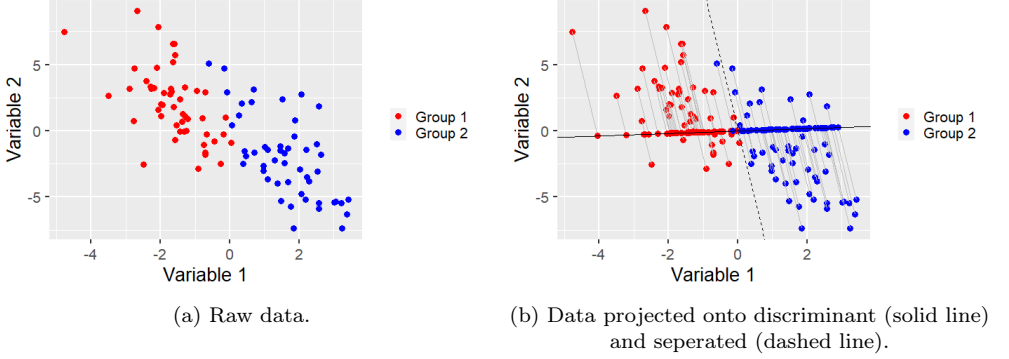 Variable 2
5
0
-5
-4
-2
0
2
Variable 1
Group 1
Group 2
(a) Raw data.
Variable 2
5
0
-5
-4
-2
0
2
Variable 1
Group 1
Group 2
(b) Data projected onto discriminant (solid line)
and seperated (dashed line).